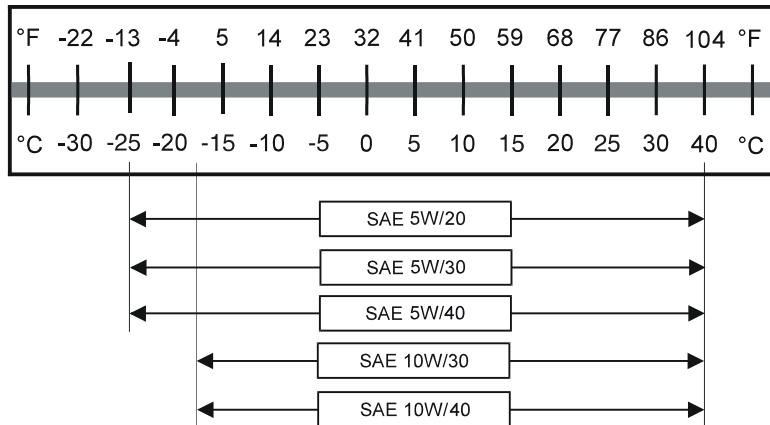 °F -22 -13 -4 5 14 23 32 41 50 59 68 77 86 104 °F
°C -30 -25 -20 -15 -10 -5 0 5 10 15 20 25 30 40 °C
SAE 5W/20
SAE 5W/30
SAE 5W/40
SAE 10W/30
SAE 10W/40